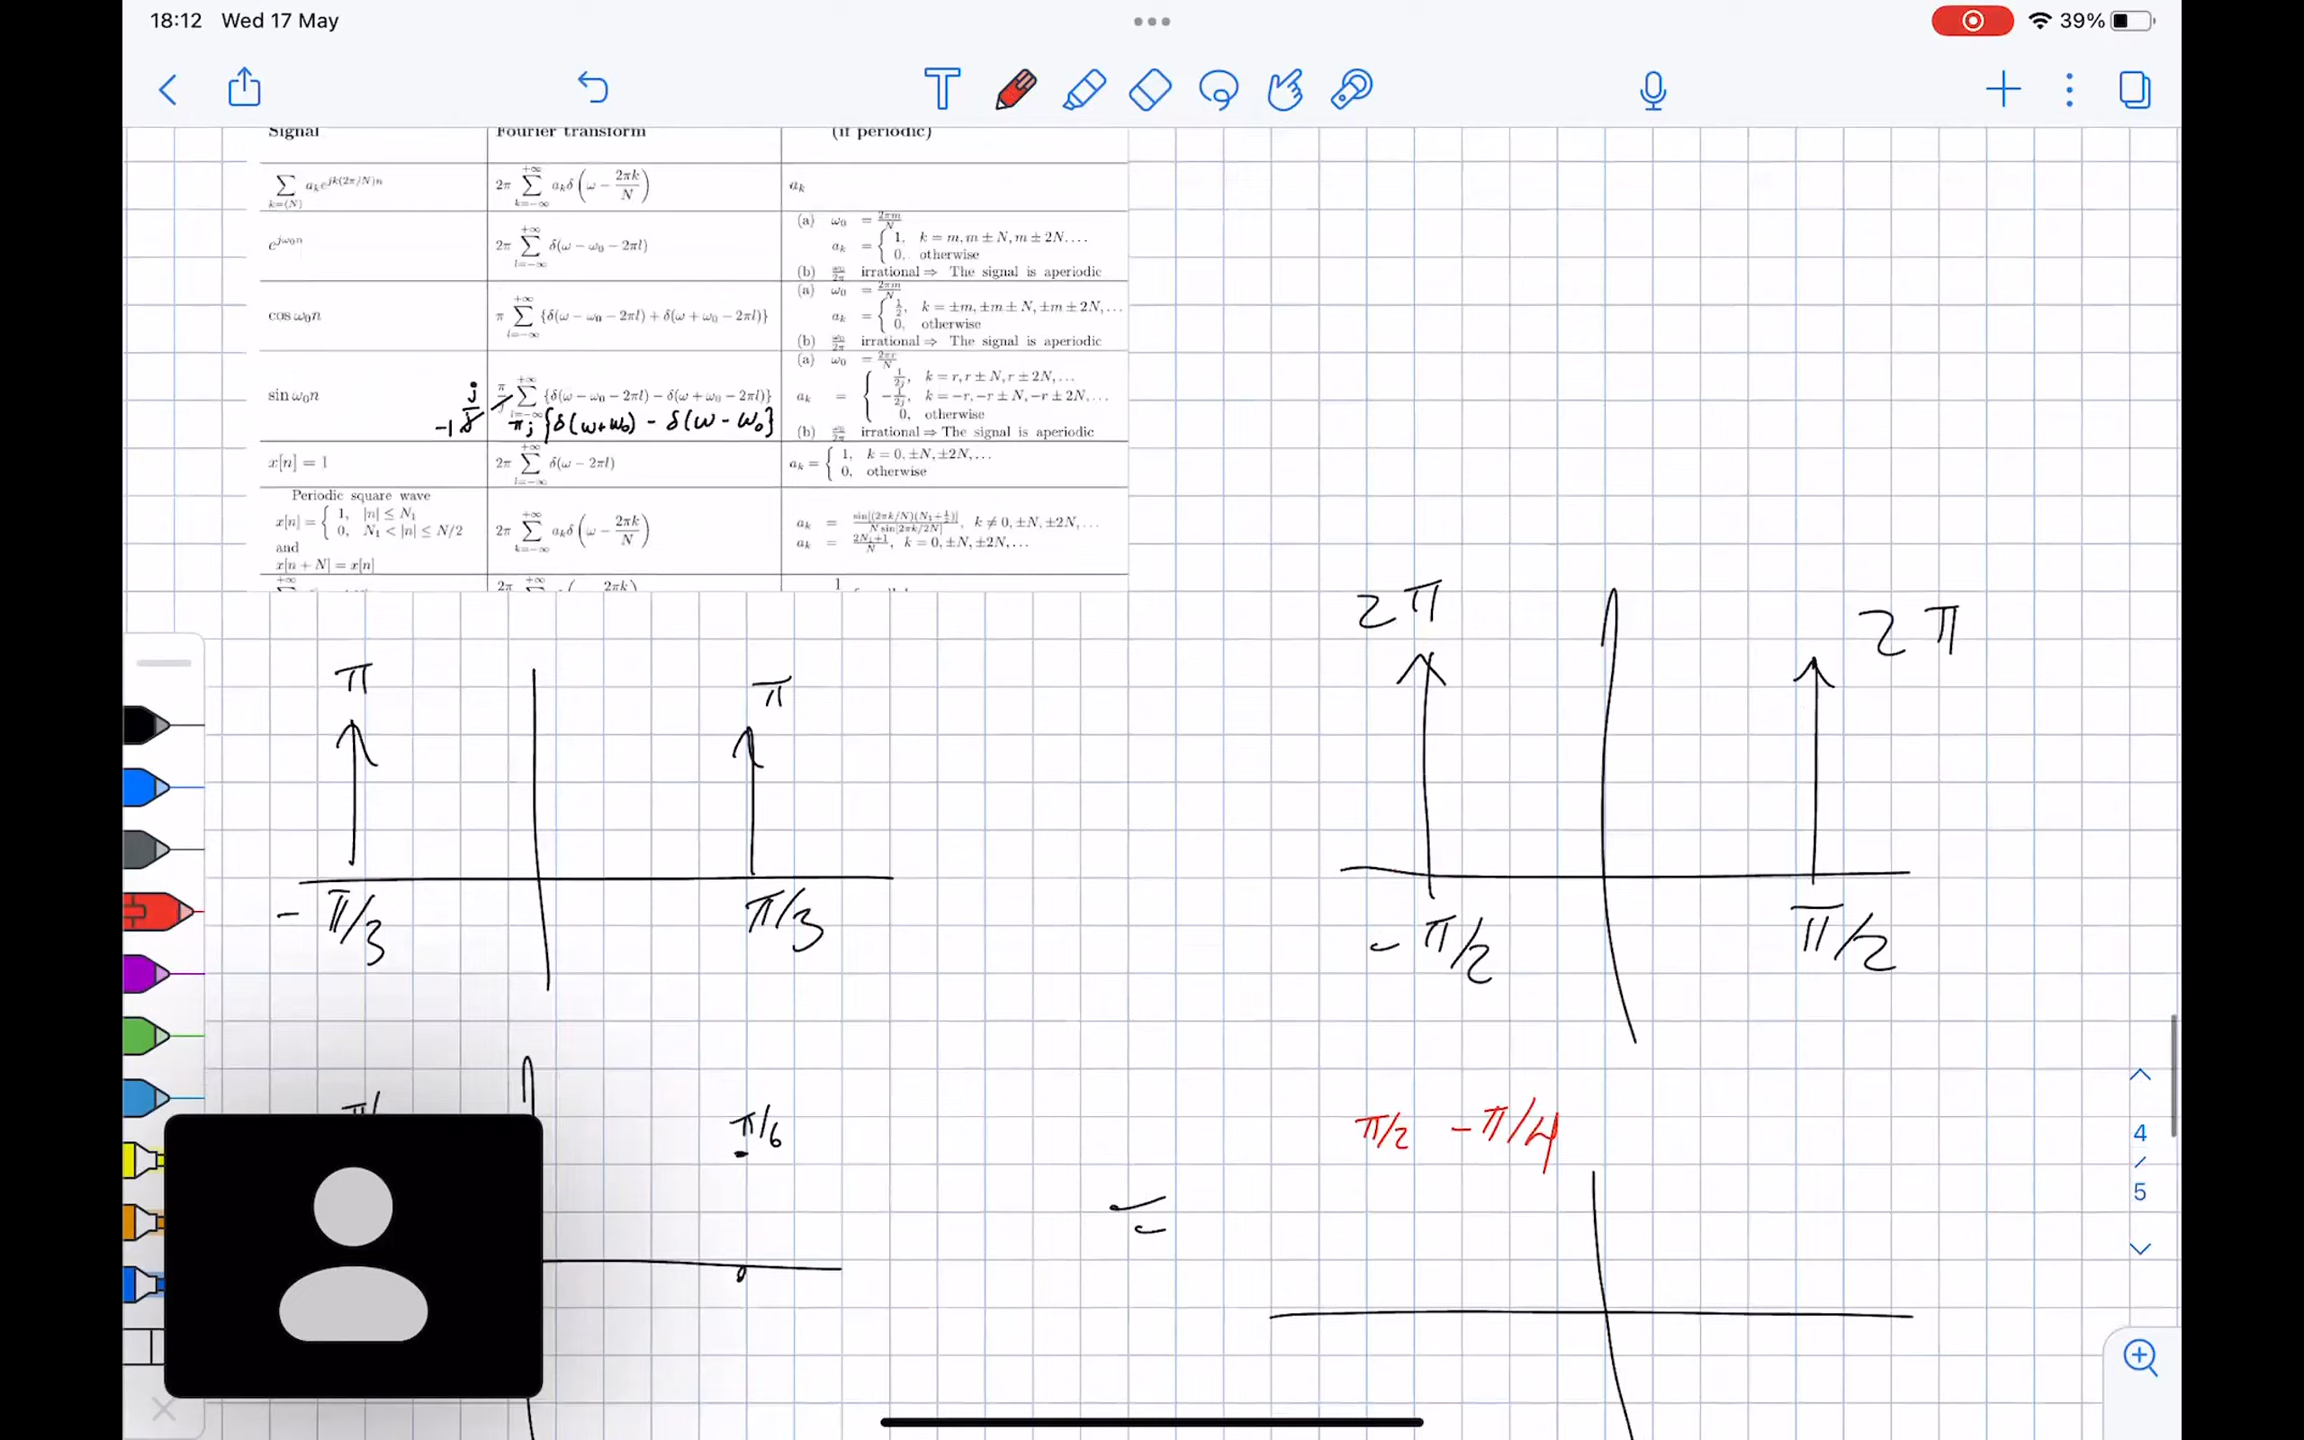 18:12 Wed 17 May
39%
Signal Fourier transform (if periodic)
∑ k=⟨N⟩ a_k e^{jk(2π/N)n} 2π ∑_{k=−∞}^{+∞} a_k δ(ω − 2πk/N) a_k
e^{jω₀n} 2π ∑_{l=−∞}^{+∞} δ(ω − ω₀ − 2πl) (a) ω₀ = 2πm/N
a_k = { 1, k = m, m ± N, m ± 2N, ...
0, otherwise
(b) ω₀/2π irrational ⇒ The signal is aperiodic
cos ω₀n π ∑_{l=−∞}^{+∞} {δ(ω − ω₀ − 2πl) + δ(ω + ω₀ − 2πl)} (a) ω₀ = 2πm/N
a_k = { 1/2, k = ±m, ±m ± N, ±m ± 2N, ...
0, otherwise
(b) ω₀/2π irrational ⇒ The signal is aperiodic
sin ω₀n π/j ∑_{l=−∞}^{+∞} {δ(ω − ω₀ − 2πl) − δ(ω + ω₀ − 2πl)} (a) ω₀ = 2πr/N
a_k = { 1/2j, k = r, r ± N, r ± 2N, ...
−1/2j, k = −r, −r ± N, −r ± 2N, ...
0, otherwise
(b) ω₀/2π irrational ⇒ The signal is aperiodic
j
−1
πj {δ(ω+ω₀) − δ(ω − ω₀}
x[n] = 1 2π ∑_{l=−∞}^{+∞} δ(ω − 2πl) a_k = { 1, k = 0, ±N, ±2N, ...
0, otherwise
Periodic square wave
x[n] = { 1, |n| ≤ N₁
0, N₁ < |n| ≤ N/2
and
x[n + N] = x[n]
2π ∑_{k=−∞}^{+∞} a_k δ(ω − 2πk/N)
a_k = sin[(2πk/N)(N₁+1/2)] / N sin[2πk/2N], k ≠ 0, ±N, ±2N, ...
a_k = 2N₁+1/N, k = 0, ±N, ±2N, ...
π π
− π/3 π/3
2π 2π
− π/2 π/2
π/6
=
π/2 −π/4
4
/
5